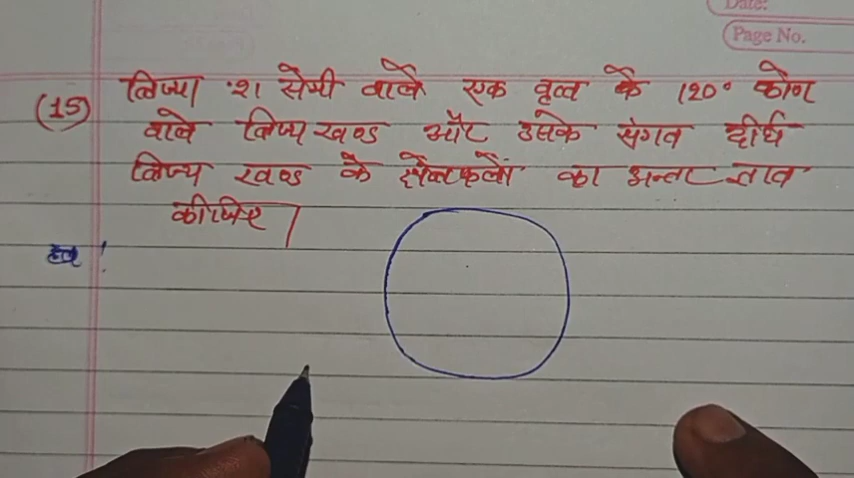 Date:
Page No.
(15) त्रिज्या 21 सेमी वाले एक वृत्त के 120° कोण
वाले त्रिज्यखण्ड और उसके संगत दीर्घ
त्रिज्य खण्ड के क्षेत्रफलों का अन्तर ज्ञात
कीजिए।
हल !